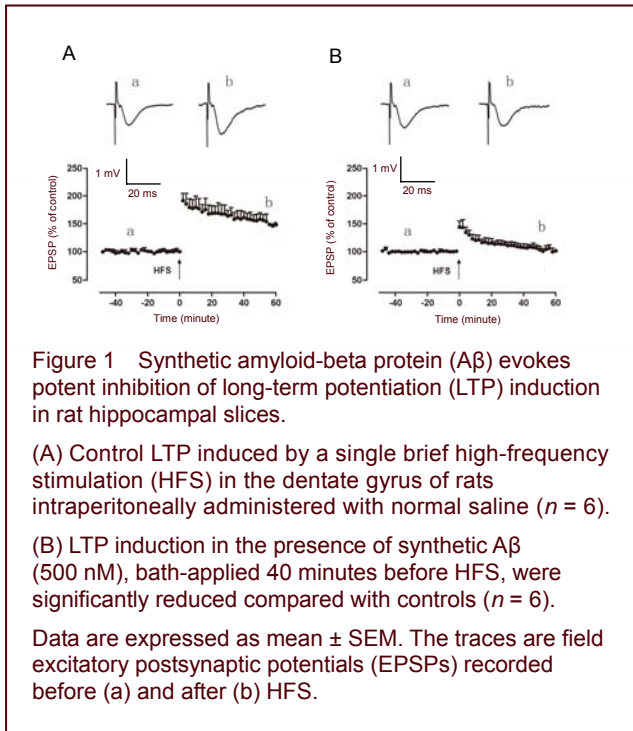 A
B
a
b
a
b
1 mV
20 ms
1 mV
20 ms
EPSP (% of control)
250
200
150
100
50
a
b
HFS
-40
-20
0
20
40
60
Time (minute)
EPSP (% of control)
250
200
150
100
50
a
b
HFS
-40
-20
0
20
40
60
Time (minute)
Figure 1 Synthetic amyloid-beta protein (Aβ) evokes
potent inhibition of long-term potentiation (LTP) induction
in rat hippocampal slices.
(A) Control LTP induced by a single brief high-frequency
stimulation (HFS) in the dentate gyrus of rats
intraperitoneally administered with normal saline (n = 6).
(B) LTP induction in the presence of synthetic Aβ
(500 nM), bath-applied 40 minutes before HFS, were
significantly reduced compared with controls (n = 6).
Data are expressed as mean ± SEM. The traces are field
excitatory postsynaptic potentials (EPSPs) recorded
before (a) and after (b) HFS.